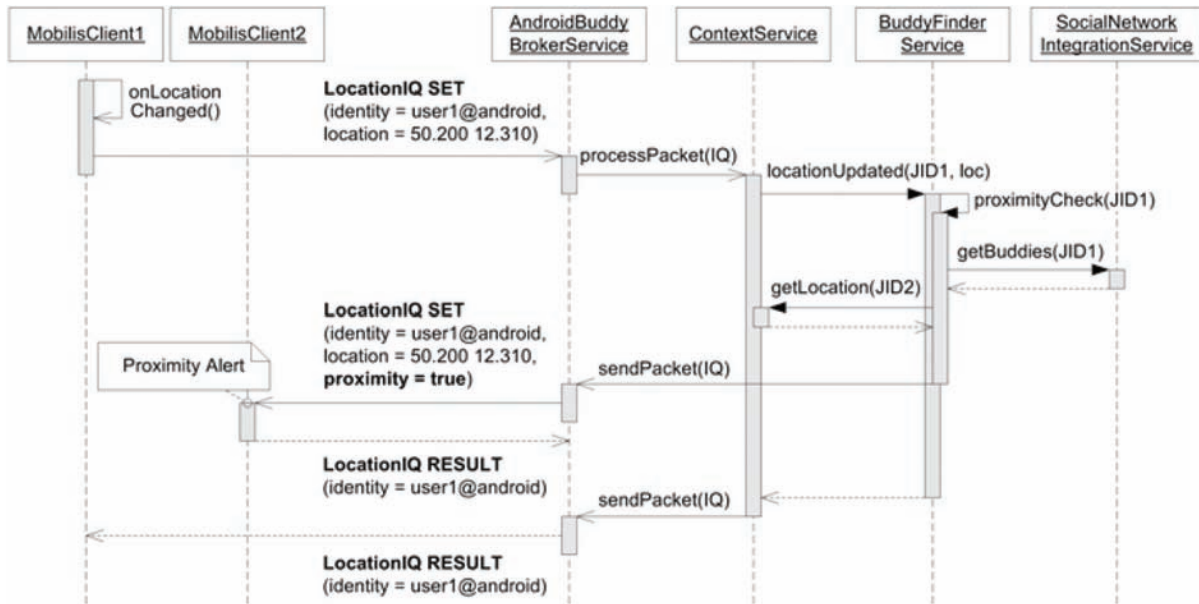 MobilisClient1
MobilisClient2
AndroidBuddy
BrokerService
ContextService
BuddyFinder
Service
SocialNetwork
IntegrationService
onLocation
Changed()
LocationIQ SET
(identity = user1@android,
location = 50.200 12.310)
processPacket(IQ)
locationUpdated(JID1, loc)
proximityCheck(JID1)
getBuddies(JID1)
getLocation(JID2)
LocationIQ SET
(identity = user1@android,
location = 50.200 12.310,
proximity = true)
Proximity Alert
sendPacket(IQ)
LocationIQ RESULT
(identity = user1@android)
sendPacket(IQ)
LocationIQ RESULT
(identity = user1@android)